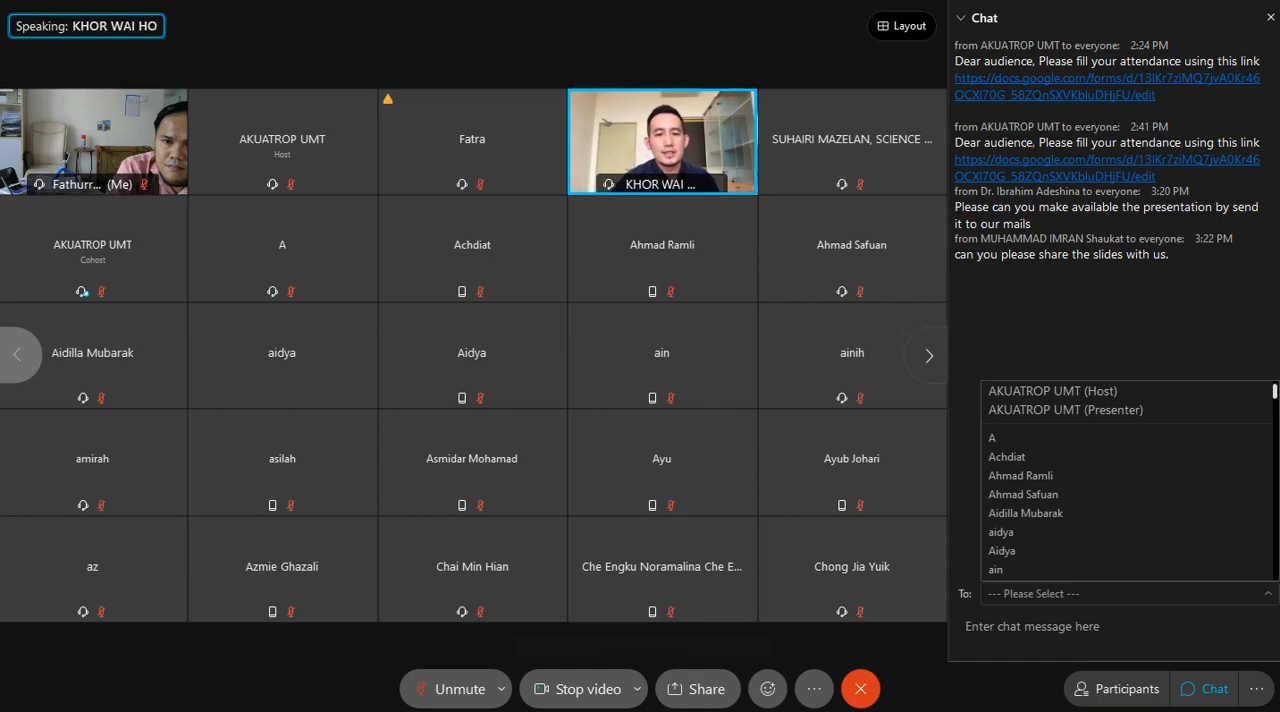 Speaking: KHOR WAI HO
Layout
Fathurr... (Me)
AKUATROP UMT
Host
Fatra
KHOR WAI ...
SUHAIRI MAZELAN, SCIENCE ...
AKUATROP UMT
Cohost
A
Achdiat
Ahmad Ramli
Ahmad Safuan
Aidilla Mubarak
aidya
Aidya
ain
ainih
amirah
asilah
Asmidar Mohamad
Ayu
Ayub Johari
az
Azmie Ghazali
Chai Min Hian
Che Engku Noramalina Che E...
Chong Jia Yuik
Unmute
Stop video
Share
Chat
from AKUATROP UMT to everyone: 2:24 PM
Dear audience, Please fill your attendance using this link
https://docs.google.com/forms/d/13IKr7ziMQ7jvA0Kr46
OCXI70G_58ZQnSXVKbluDHjFU/edit
from AKUATROP UMT to everyone: 2:41 PM
Dear audience, Please fill your attendance using this link
https://docs.google.com/forms/d/13IKr7ziMQ7jvA0Kr46
OCXI70G_58ZQnSXVKbluDHjFU/edit
from Dr. Ibrahim Adeshina to everyone: 3:20 PM
Please can you make available the presentation by send
it to our mails
from MUHAMMAD IMRAN Shaukat to everyone: 3:22 PM
can you please share the slides with us.
AKUATROP UMT (Host)
AKUATROP UMT (Presenter)
A
Achdiat
Ahmad Ramli
Ahmad Safuan
Aidilla Mubarak
aidya
Aidya
ain
To: --- Please Select ---
Enter chat message here
Participants
Chat